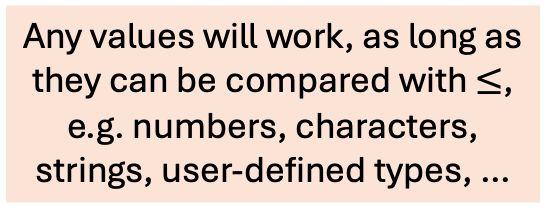 Any values will work, as long as
they can be compared with ≤,
e.g. numbers, characters,
strings, user-defined types, ...